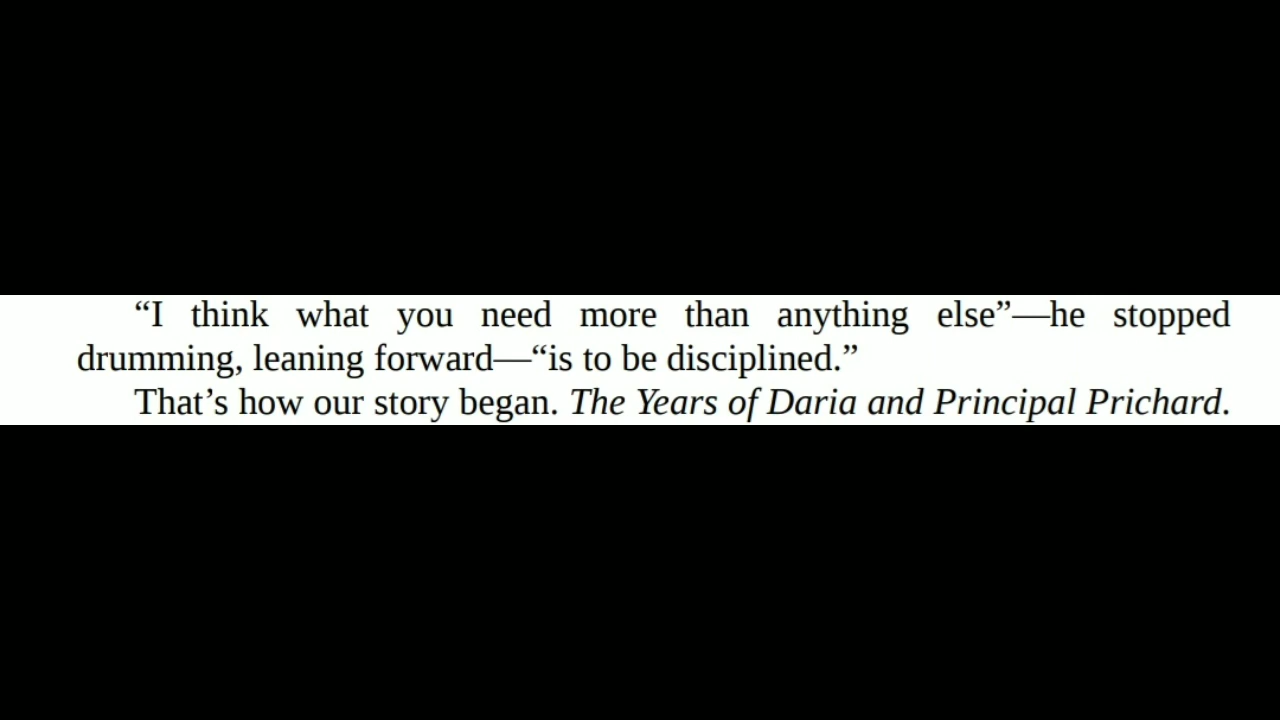 “I think what you need more than anything else”—he stopped
drumming, leaning forward—“is to be disciplined.”
That’s how our story began. The Years of Daria and Principal Prichard.